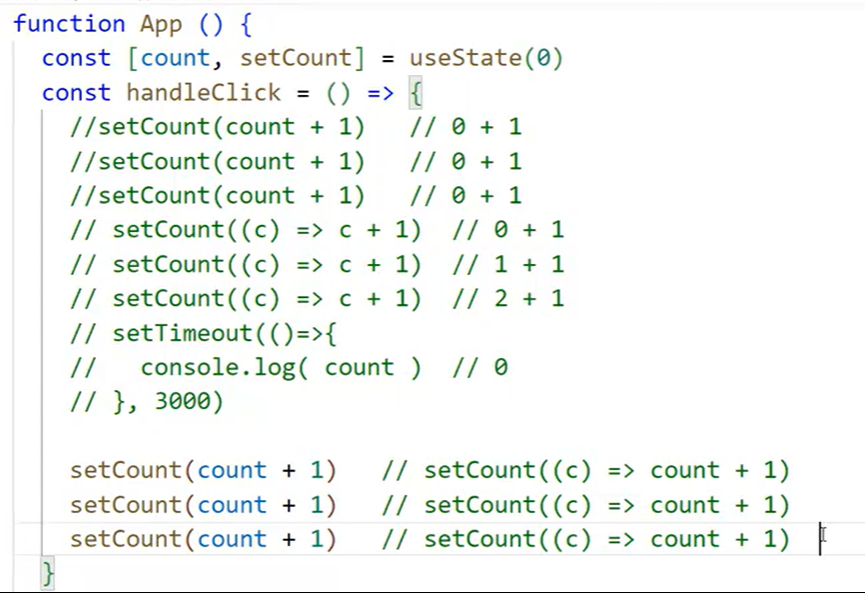 function App () {
  const [count, setCount] = useState(0)
  const handleClick = () => {
    //setCount(count + 1)   // 0 + 1
    //setCount(count + 1)   // 0 + 1
    //setCount(count + 1)   // 0 + 1
    // setCount((c) => c + 1)  // 0 + 1
    // setCount((c) => c + 1)  // 1 + 1
    // setCount((c) => c + 1)  // 2 + 1
    // setTimeout(()=>{
    //   console.log( count )  // 0
    // }, 3000)
    setCount(count + 1)   // setCount((c) => count + 1)
    setCount(count + 1)   // setCount((c) => count + 1)
    setCount(count + 1)   // setCount((c) => count + 1)
  }